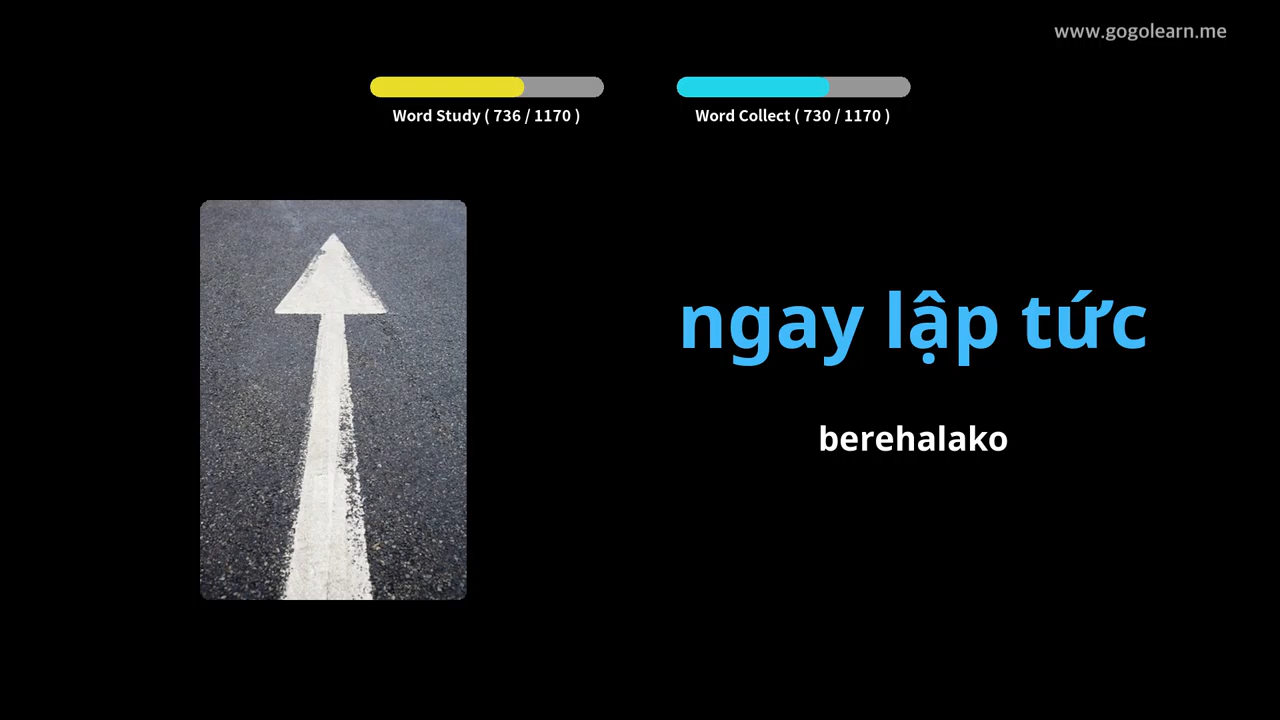 www.gogolearn.me
Word Study ( 736 / 1170 )
Word Collect ( 730 / 1170 )
ngay lập tức
berehalako